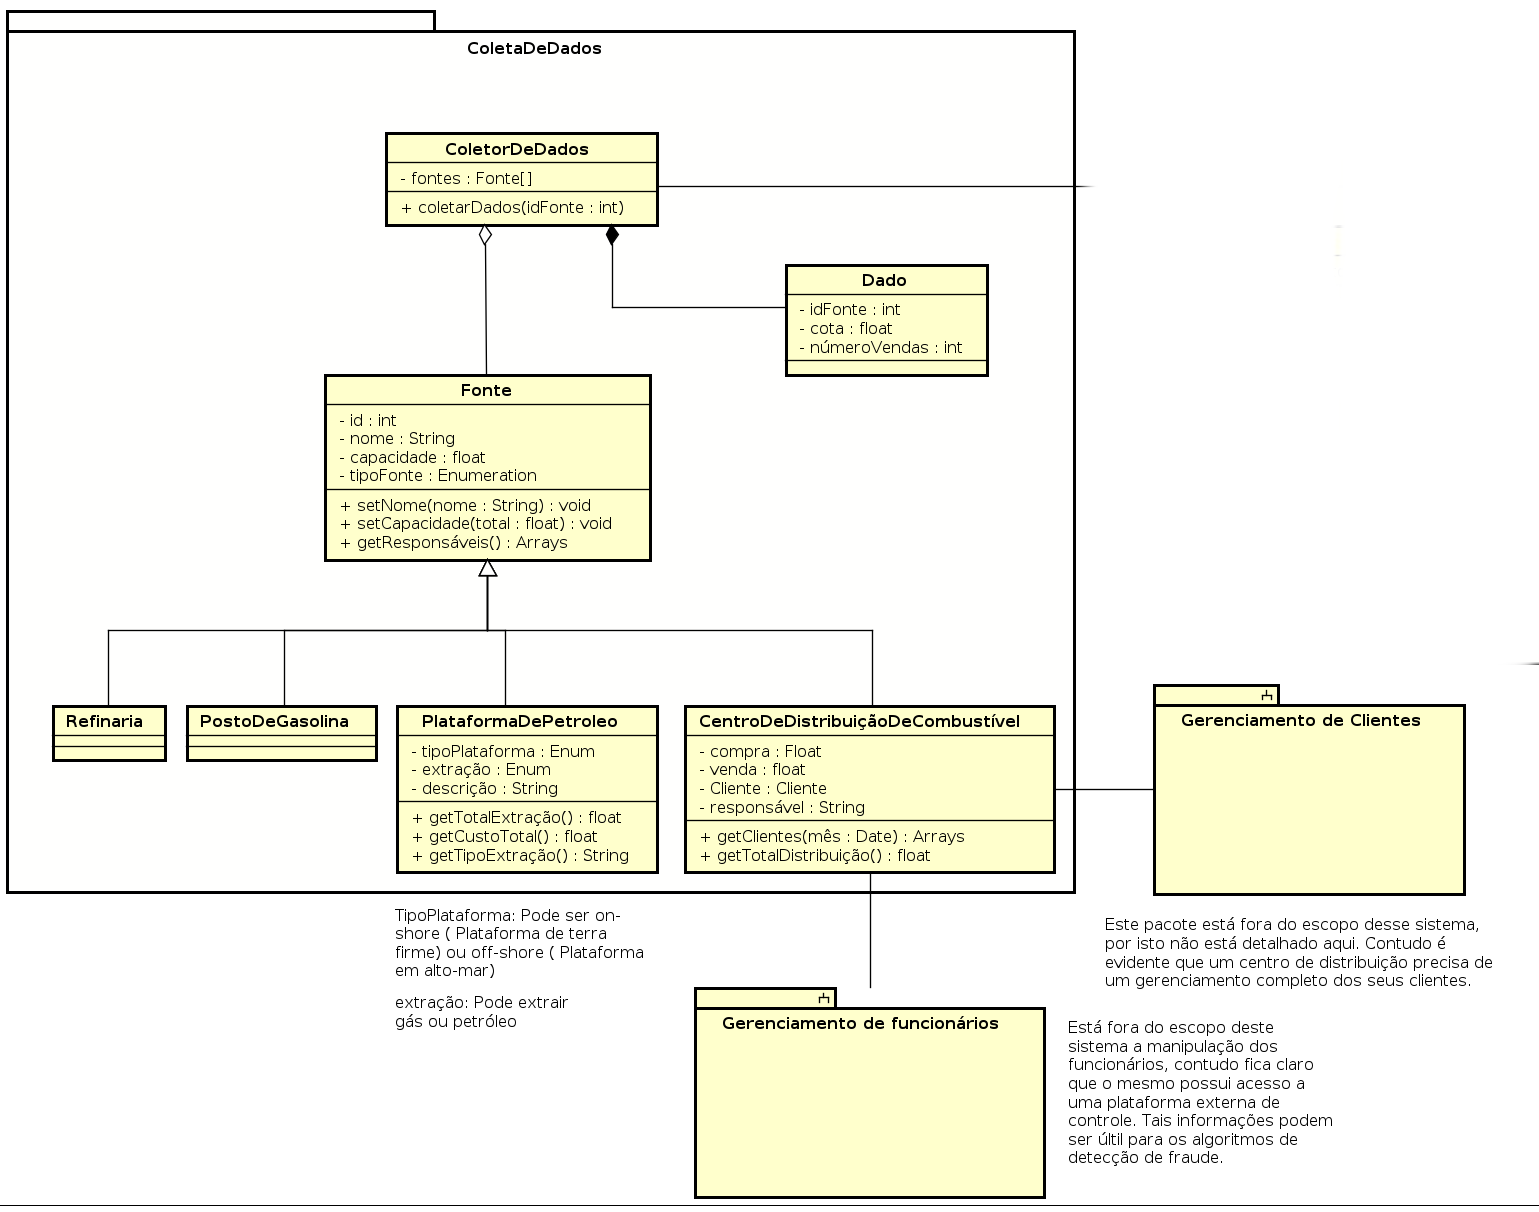 ColetaDeDados
ColetorDeDados
- fontes : Fonte[]
+ coletarDados(idFonte : int)
Dado
- idFonte : int
- cota : float
- númeroVendas : int
Fonte
- id : int
- nome : String
- capacidade : float
- tipoFonte : Enumeration
+ setNome(nome : String) : void
+ setCapacidade(total : float) : void
+ getResponsáveis() : Arrays
Refinaria
PostoDeGasolina
PlataformaDePetroleo
- tipoPlataforma : Enum
- extração : Enum
- descrição : String
+ getTotalExtração() : float
+ getCustoTotal() : float
+ getTipoExtração() : String
CentroDeDistribuiçãoDeCombustível
- compra : Float
- venda : float
- Cliente : Cliente
- responsável : String
+ getClientes(mês : Date) : Arrays
+ getTotalDistribuição() : float
Gerenciamento de Clientes
TipoPlataforma: Pode ser on-
shore ( Plataforma de terra
firme) ou off-shore ( Plataforma
em alto-mar)
extração: Pode extrair
gás ou petróleo
Este pacote está fora do escopo desse sistema,
por isto não está detalhado aqui. Contudo é
evidente que um centro de distribuição precisa de
um gerenciamento completo dos seus clientes.
Gerenciamento de funcionários
Está fora do escopo deste
sistema a manipulação dos
funcionários, contudo fica claro
que o mesmo possui acesso a
uma plataforma externa de
controle. Tais informações podem
ser últil para os algoritmos de
detecção de fraude.